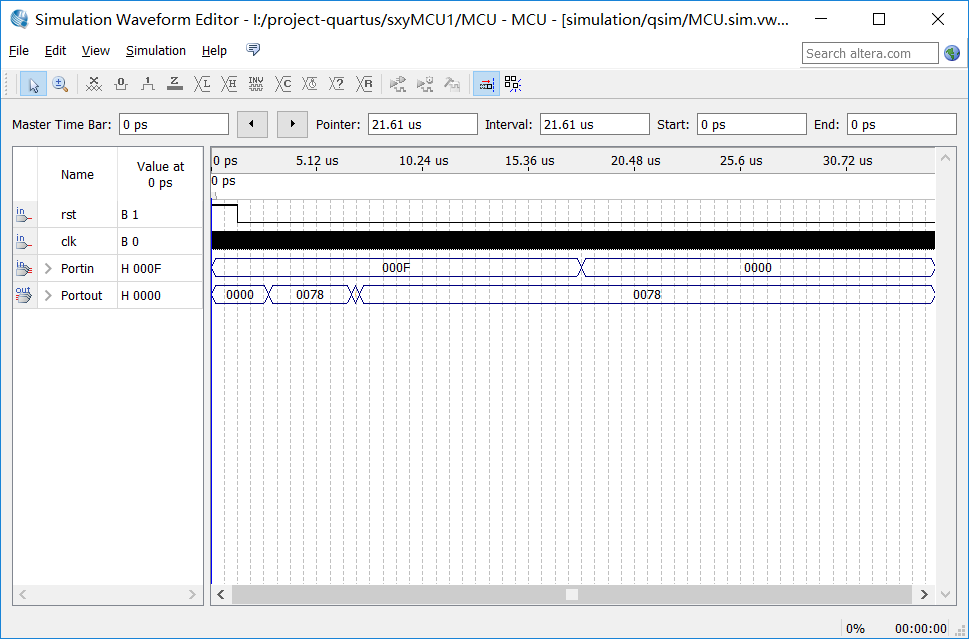 Simulation Waveform Editor - I:/project-quartus/sxyMCU1/MCU - MCU - [simulation/qsim/MCU.sim.vw...
File Edit View Simulation Help
Search altera.com
Master Time Bar: 0 ps Pointer: 21.61 us Interval: 21.61 us Start: 0 ps End: 0 ps
Name Value at 0 ps
0 ps 5.12 us 10.24 us 15.36 us 20.48 us 25.6 us 30.72 us
0 ps
in rst B 1
in clk B 0
in Portin H 000F 000F 0000
out Portout H 0000 0000 0078 0078
0% 00:00:00